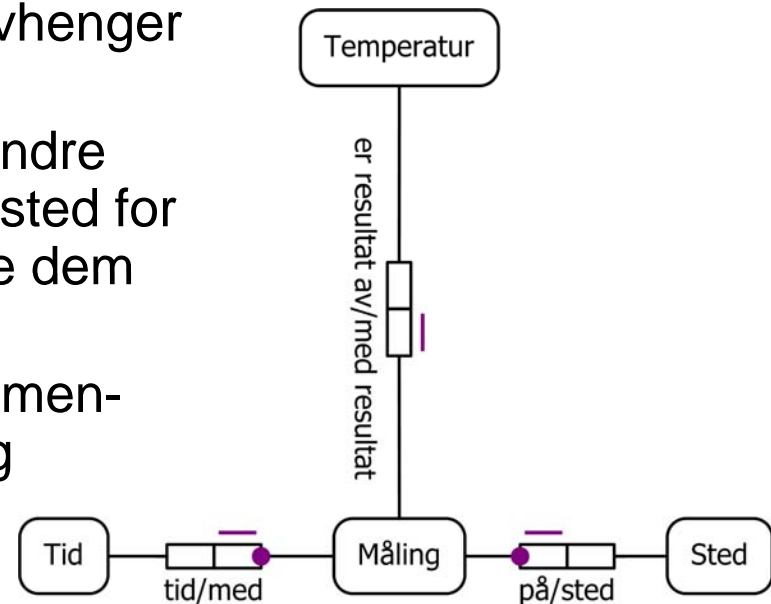 vhenger
ndre
sted for
e dem
men-
g
Temperatur
er resultat av/med resultat
Tid
tid/med
Måling
på/sted
Sted